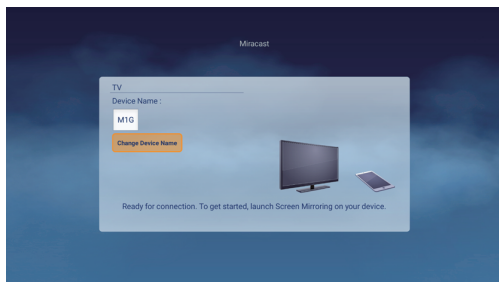 Miracast
TV
Device Name :
M1G
Change Device Name
Ready for connection. To get started, launch Screen Mirroring on your device.